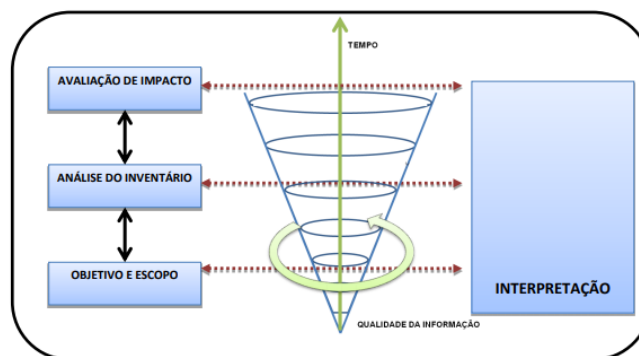 TEMPO
AVALIAÇÃO DE IMPACTO
ANÁLISE DO INVENTÁRIO
OBJETIVO E ESCOPO
INTERPRETAÇÃO
QUALIDADE DA INFORMAÇÃO